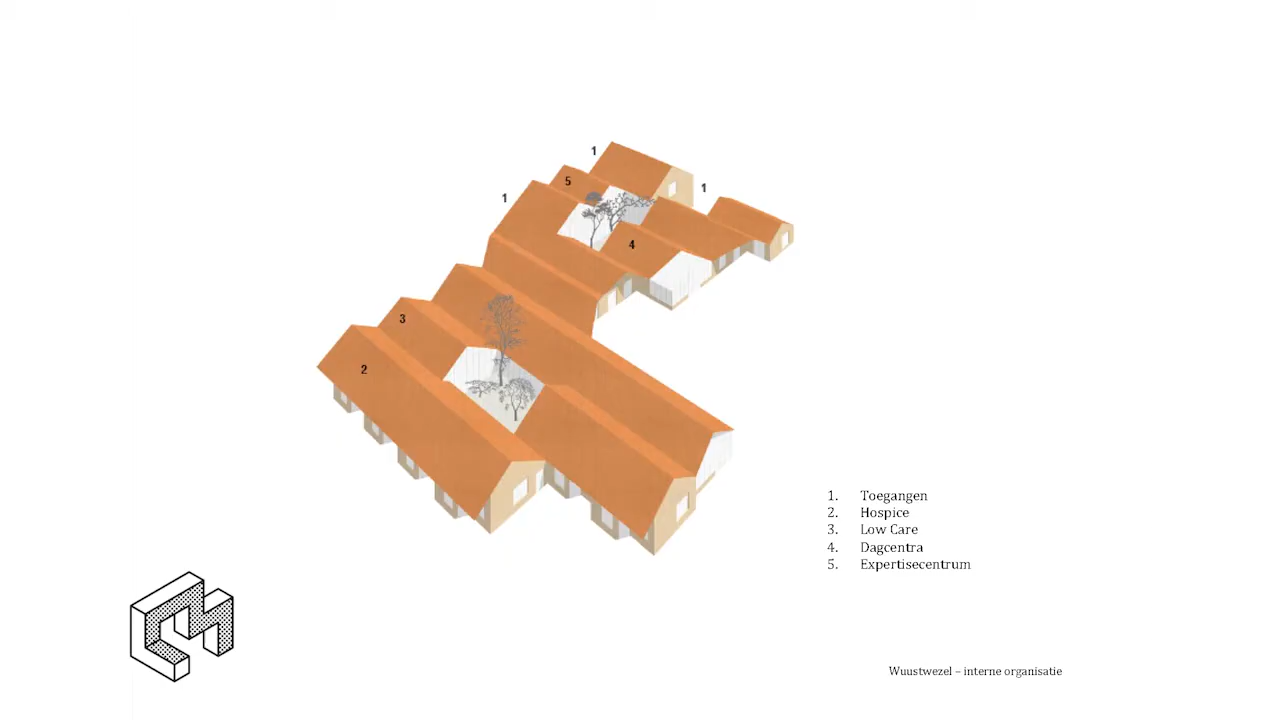 1
5
1
1
4
3
2
1. Toegangen
2. Hospice
3. Low Care
4. Dagcentra
5. Expertisecentrum
Wuustwezel – interne organisatie